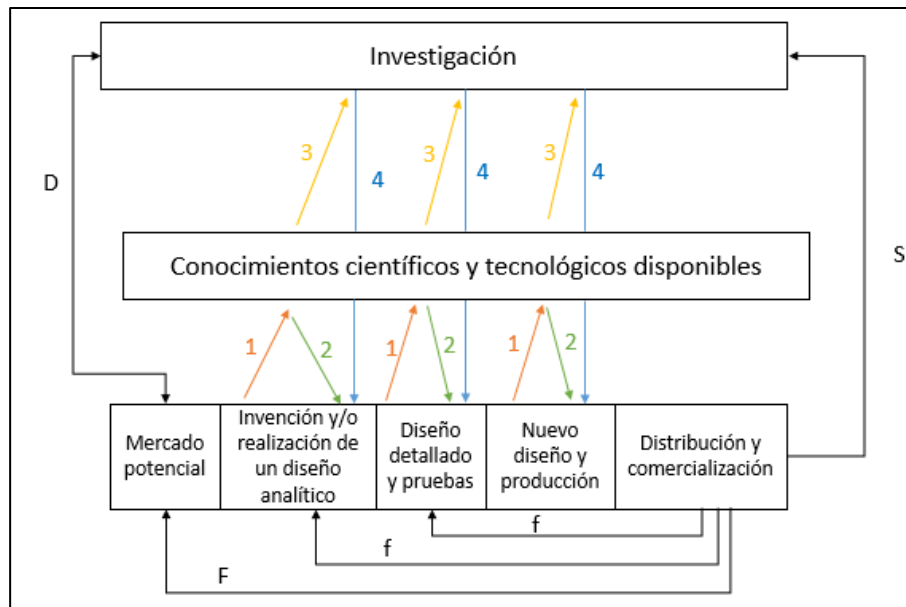 Investigación
3
3
3
4
4
4
D
S
Conocimientos científicos y tecnológicos disponibles
1
2
1
2
1
2
Mercado
potencial
Invención y/o
realización de
un diseño
analítico
Diseño
detallado
y pruebas
Nuevo
diseño y
producción
Distribución y
comercialización
f
f
F